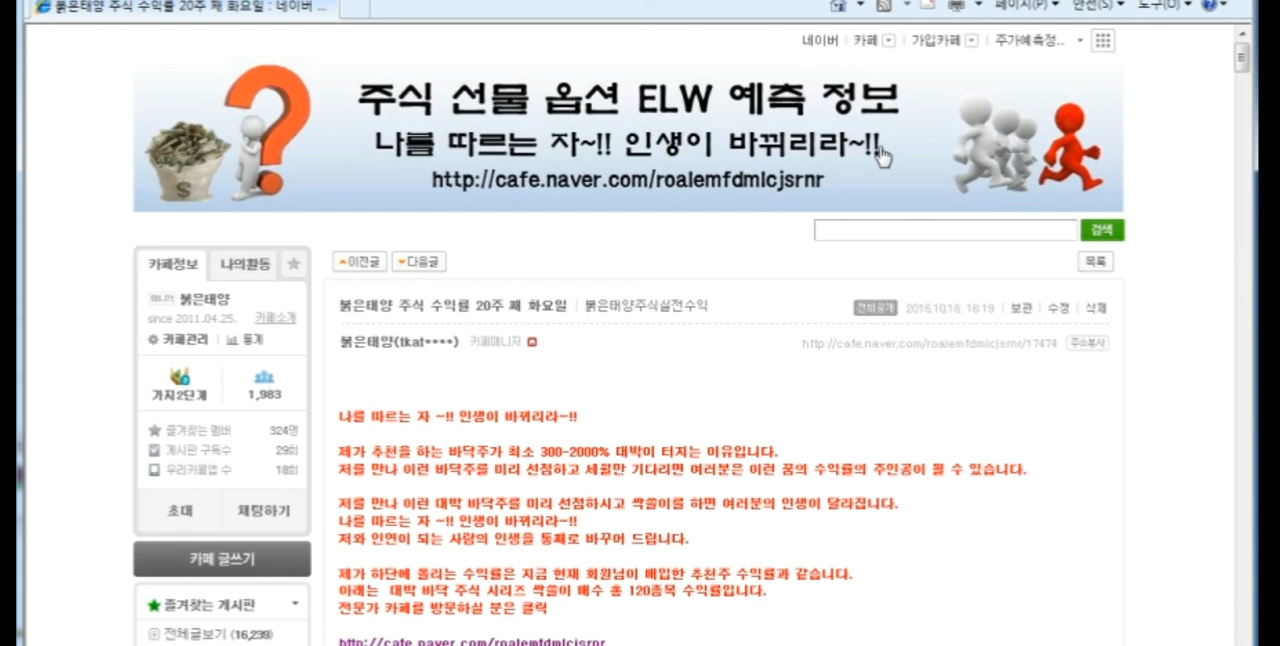 붉은태양 주식 수익률 20주 째 화요일 : 네이버 ...
페이지(P) 안전(S) 도구(O)
네이버 카페 가입카페 주가예측정..
주식 선물 옵션 ELW 예측 정보
나를 따르는 자~!! 인생이 바뀌리라~!!
http://cafe.naver.com/roalemfdmlcjsrnr
검색
카페정보 나의활동
이전글 다음글
목록
매니저 붉은태양
since 2011.04.25. 카페소개
카페관리 통계
가지2단계 1,983
즐겨찾는 멤버 324명
게시판 구독수 29회
우리카페앱 수 18회
초대 채팅하기
카페 글쓰기
즐겨찾는 게시판
전체글보기 (16,239)
붉은태양 주식 수익률 20주 째 화요일 | 붉은태양주식실전수익
전체공개 2016.10.18. 16:19 | 보관 | 수정 | 삭제
붉은태양(tkat****) 카페매니저
http://cafe.naver.com/roalemfdmlcjsrnr/17474 주소복사
나를 따르는 자 ~!! 인생이 바뀌리라~!!
제가 추천을 하는 바닥주가 최소 300-2000% 대박이 터지는 이유입니다.
저를 만나 이런 바닥주를 미리 선점하고 세월만 기다리면 여러분은 이런 꿈의 수익률의 주인공이 될 수 있습니다.
저를 만나 이런 대박 바닥주를 미리 선점하시고 싹쓸이를 하면 여러분의 인생이 달라집니다.
나를 따르는 자 ~!! 인생이 바뀌리라~!!
저와 인연이 되는 사람의 인생을 통째로 바꾸어 드립니다.
제가 하단에 올리는 수익률은 지금 현재 회원님이 매입한 추천주 수익률과 같습니다.
아래는 대박 바닥 주식 시리즈 싹쓸이 매수 총 120종목 수익률입니다.
전문가 카페를 방문하실 분은 클릭
http://cafe.naver.com/roalemfdmlcjsrnr